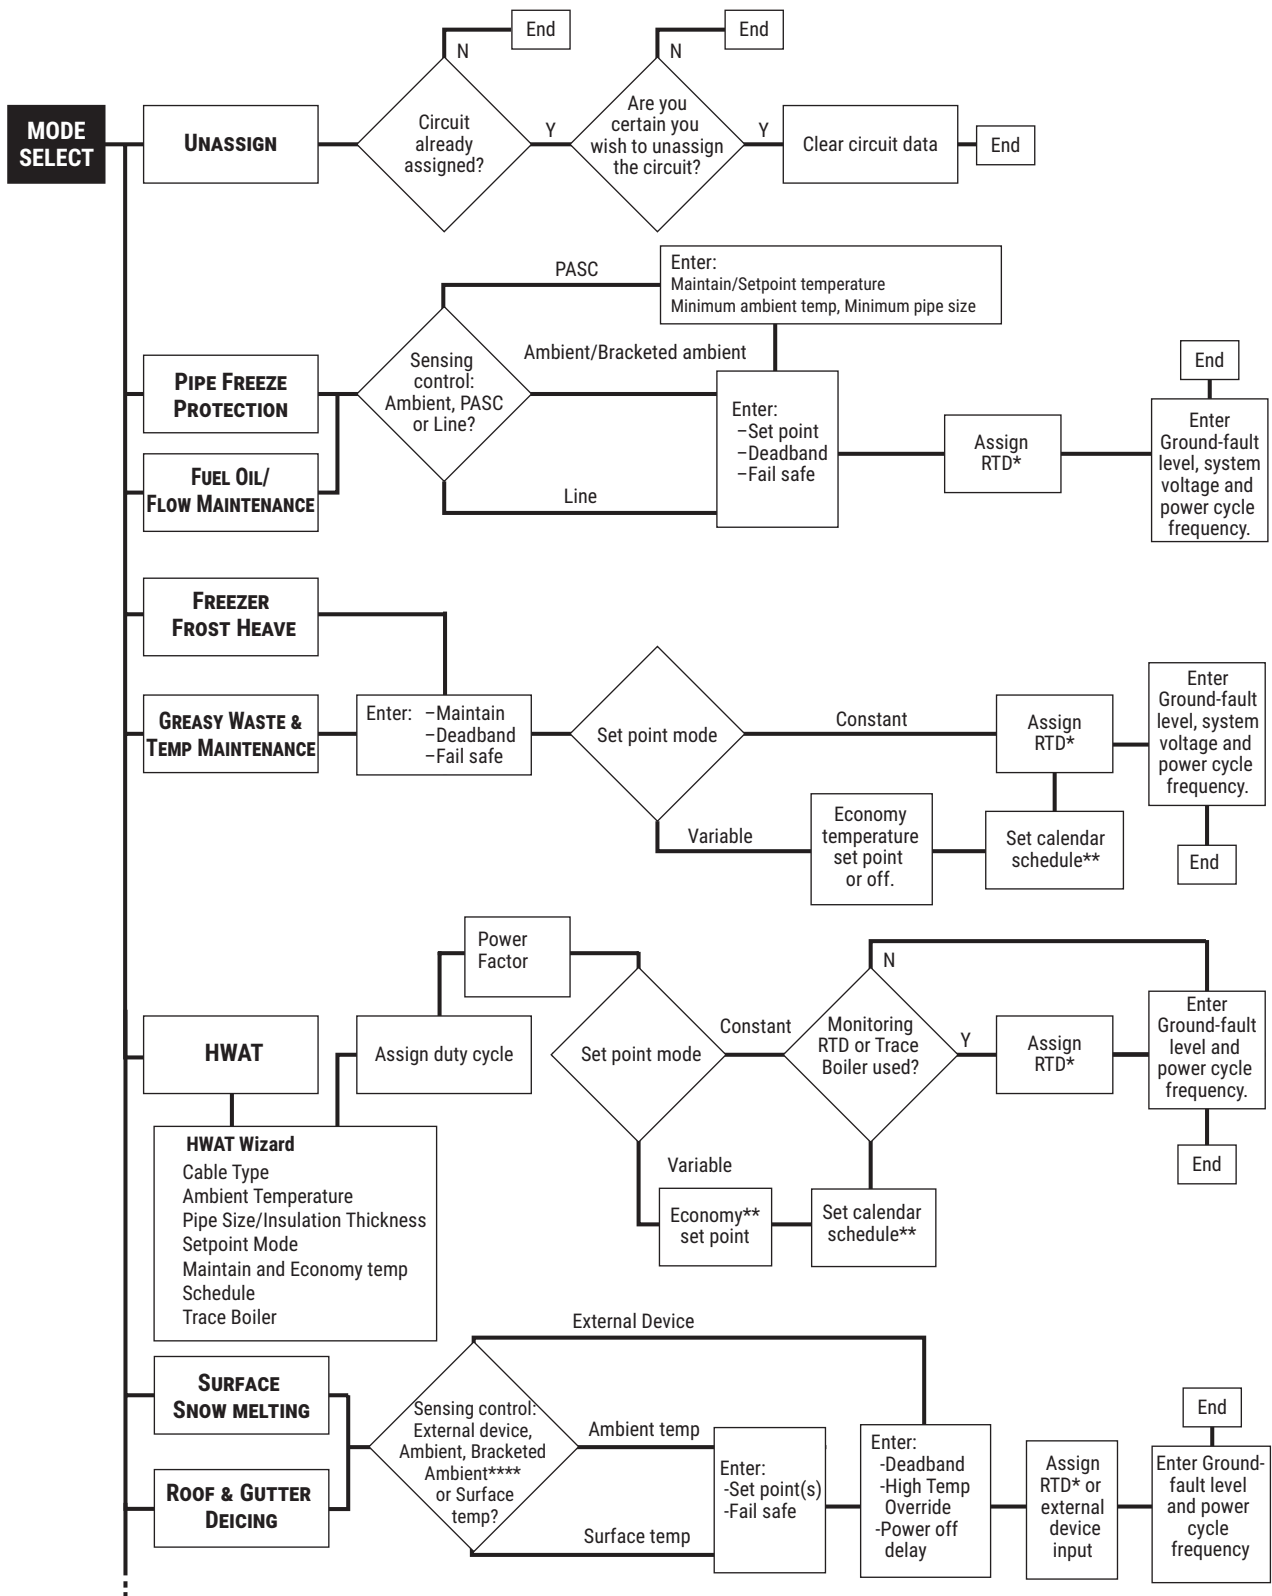 End
End
N
N
MODE
SELECT
UNASSIGN
Circuit
already
assigned?
Y
Are you
certain you
wish to unassign
the circuit?
Y
Clear circuit data
End
PASC
Enter:
Maintain/Setpoint temperature
Minimum ambient temp, Minimum pipe size
PIPE FREEZE
PROTECTION
FUEL OIL/
FLOW MAINTENANCE
Sensing
control:
Ambient, PASC
or Line?
Ambient/Bracketed ambient
Line
Enter:
–Set point
–Deadband
–Fail safe
Assign
RTD*
End
Enter
Ground-fault
level, system
voltage and
power cycle
frequency.
FREEZER
FROST HEAVE
GREASY WASTE &
TEMP MAINTENANCE
Enter: –Maintain
–Deadband
–Fail safe
Set point mode
Constant
Assign
RTD*
Enter
Ground-fault
level, system
voltage and
power cycle
frequency.
Variable
Economy
temperature
set point
or off.
Set calendar
schedule**
End
HWAT
Assign duty cycle
Power
Factor
Set point mode
Constant
N
Monitoring
RTD or Trace
Boiler used?
Y
Assign
RTD*
Enter
Ground-fault
level and
power cycle
frequency.
End
Variable
Economy**
set point
Set calendar
schedule**
HWAT Wizard
Cable Type
Ambient Temperature
Pipe Size/Insulation Thickness
Setpoint Mode
Maintain and Economy temp
Schedule
Trace Boiler
External Device
SURFACE
SNOW MELTING
ROOF & GUTTER
DEICING
Sensing control:
External device,
Ambient, Bracketed
Ambient****
or Surface
temp?
Ambient temp
Surface temp
Enter:
-Set point(s)
-Fail safe
Enter:
-Deadband
-High Temp
Override
-Power off
delay
Assign
RTD* or
external
device
input
End
Enter Ground-
fault level
and power
cycle
frequency